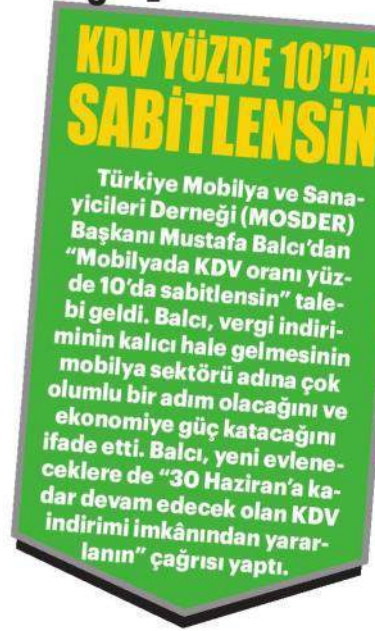 KDV YÜZDE 10’DA
SABİTLENSİN
Türkiye Mobilya ve Sana-
yicileri Derneği (MOSDER)
Başkanı Mustafa Balcı’dan
“Mobilyada KDV oranı yüz-
de 10’da sabitlensin” tale-
bi geldi. Balcı, vergi indiri-
minin kalıcı hale gelmesinin
mobilya sektörü adına çok
olumlu bir adım olacağını ve
ekonomiye güç katacağını
ifade etti. Balcı, yeni evlene-
ceklere de “30 Haziran’a ka-
dar devam edecek olan KDV
indirimi imkânından yarar-
lanın” çağrısı yaptı.